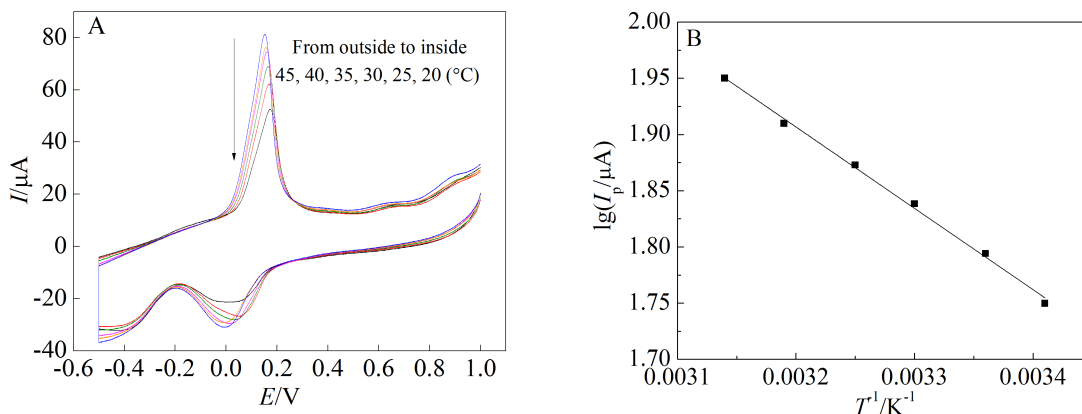 A
From outside to inside
45, 40, 35, 30, 25, 20 (°C)
I/μA
80
60
40
20
0
-20
-40
-0.6 -0.4 -0.2 0.0 0.2 0.4 0.6 0.8 1.0
E/V
B
lg(Ip/μA)
2.00
1.95
1.90
1.85
1.80
1.75
1.70
0.0031 0.0032 0.0033 0.0034
T-1/K-1